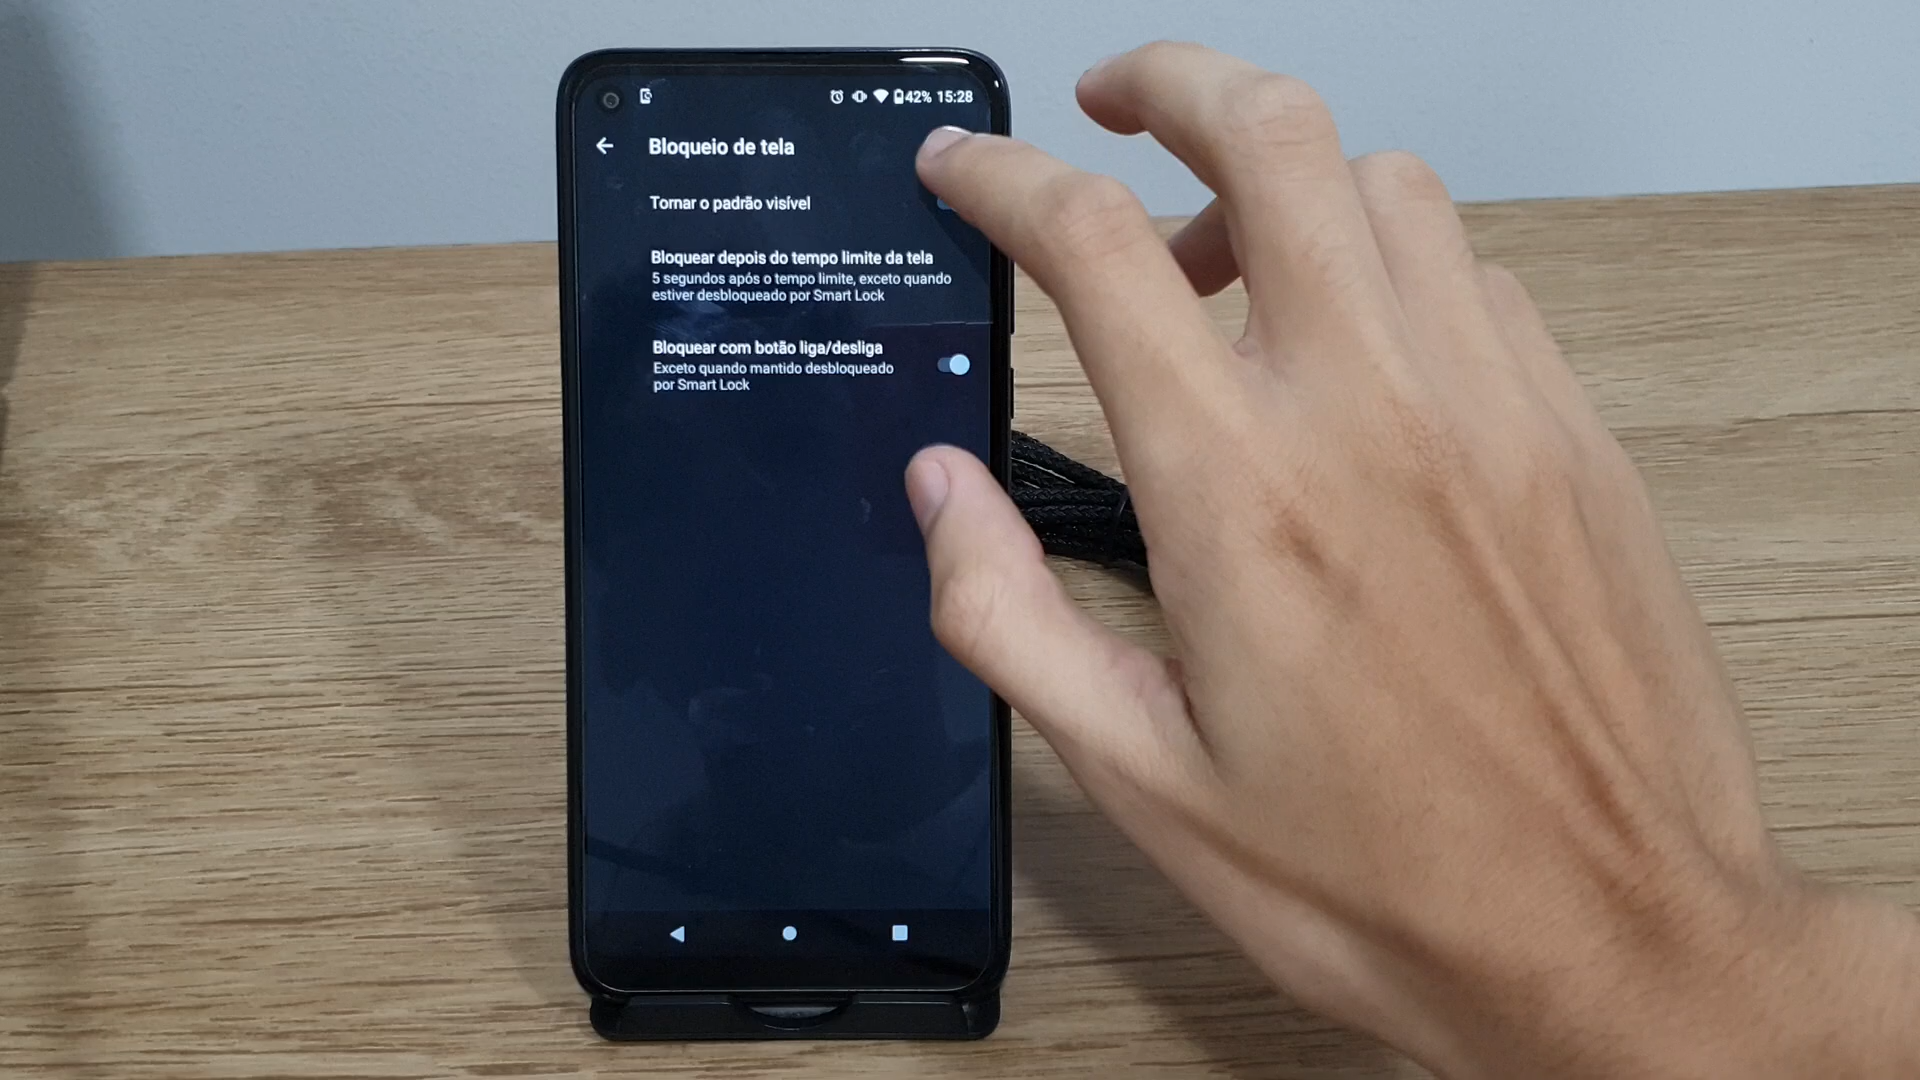 42% 15:28
Bloqueio de tela
Tornar o padrão visível
Bloquear depois do tempo limite da tela
5 segundos após o tempo limite, exceto quando
estiver desbloqueado por Smart Lock
Bloquear com botão liga/desliga
Exceto quando mantido desbloqueado
por Smart Lock